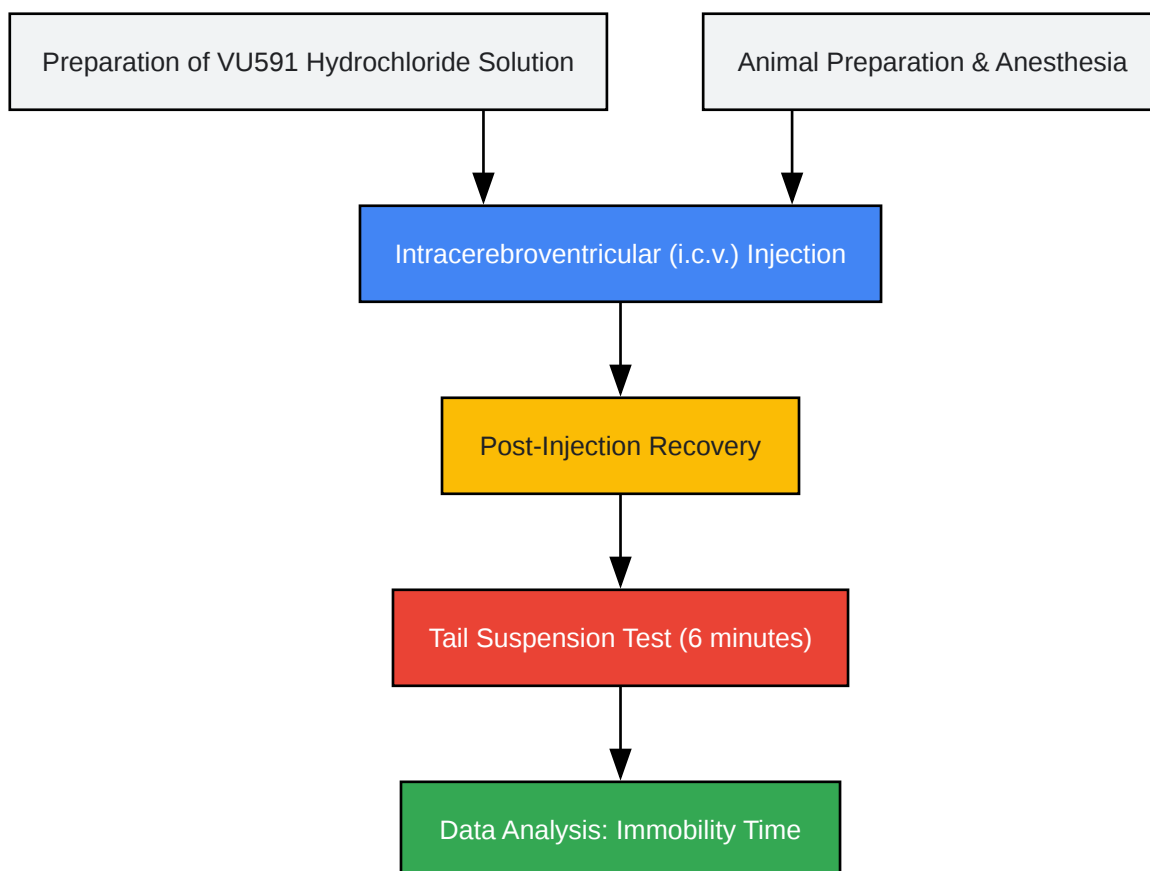 Preparation of VU591 Hydrochloride Solution
Animal Preparation & Anesthesia
Intracerebroventricular (i.c.v.) Injection
Post-Injection Recovery
Tail Suspension Test (6 minutes)
Data Analysis: Immobility Time